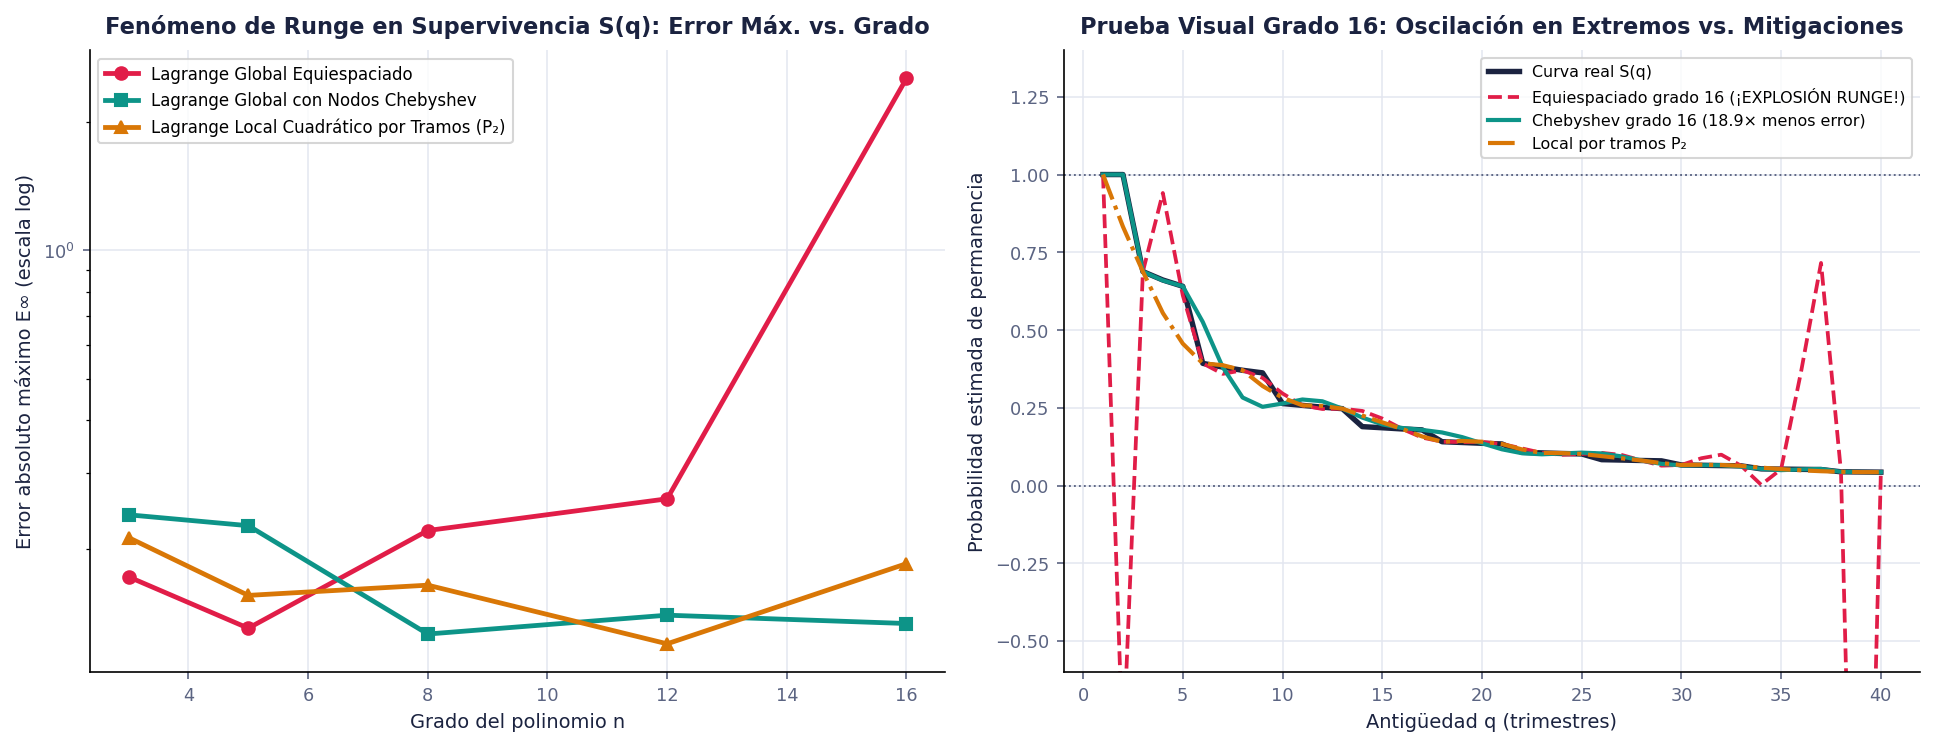 Fenómeno de Runge en Supervivencia S(q): Error Máx. vs. Grado
Lagrange Global Equiespaciado
Lagrange Global con Nodos Chebyshev
Lagrange Local Cuadrático por Tramos (P₂)
Error absoluto máximo E∞ (escala log)
10⁰
4
6
8
10
12
14
16
Grado del polinomio n
Prueba Visual Grado 16: Oscilación en Extremos vs. Mitigaciones
Curva real S(q)
Equiespaciado grado 16 (¡EXPLOSIÓN RUNGE!)
Chebyshev grado 16 (18.9× menos error)
Local por tramos P₂
Probabilidad estimada de permanencia
1.25
1.00
0.75
0.50
0.25
0.00
−0.25
−0.50
0
5
10
15
20
25
30
35
40
Antigüedad q (trimestres)